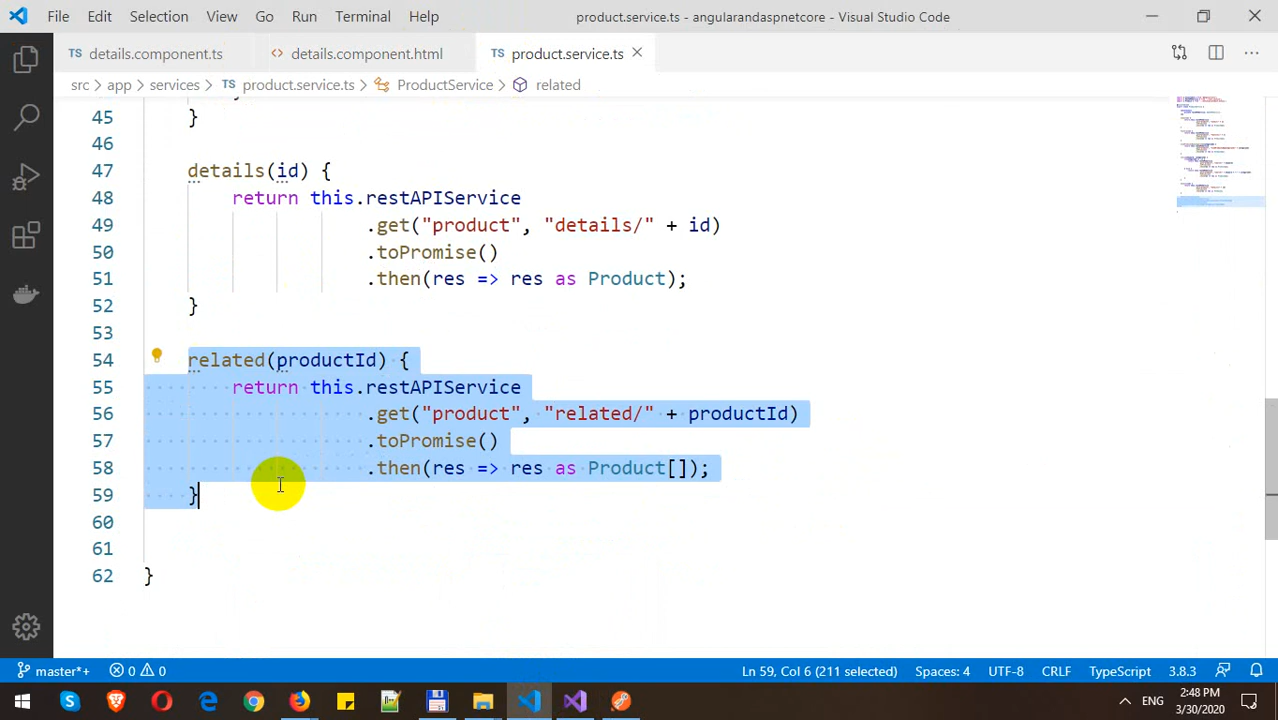 File Edit Selection View Go Run Terminal Help product.service.ts - angularandaspnetcore - Visual Studio Code
TS details.component.ts <> details.component.html TS product.service.ts
src > app > services > TS product.service.ts > ProductService > related
45 }
46
47 details(id) {
48 return this.restAPIService
49 .get("product", "details/" + id)
50 .toPromise()
51 .then(res => res as Product);
52 }
53
54 related(productId) {
55 return this.restAPIService
56 .get("product", "related/" + productId)
57 .toPromise()
58 .then(res => res as Product[]);
59 }
60
61
62 }
master*+ 0 0 Ln 59, Col 6 (211 selected) Spaces: 4 UTF-8 CRLF TypeScript 3.8.3
ENG 2:48 PM
3/30/2020